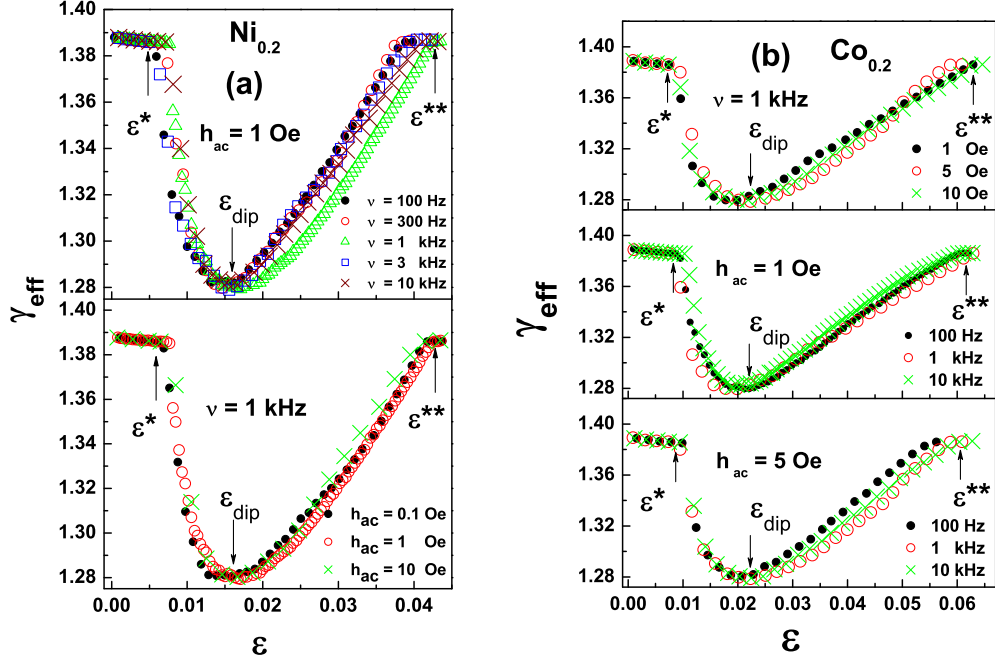 1.40
1.38
1.36
1.34
1.32
1.30
1.28
Ni0.2
(a)
ε*
ε**
h ac = 1 Oe
εdip
ν = 100 Hz
ν = 300 Hz
ν = 1 kHz
ν = 3 kHz
ν = 10 kHz
γeff
1.40
1.38
1.36
1.34
1.32
1.30
1.28
ε*
ε**
ν = 1 kHz
εdip
hac = 0.1 Oe
hac = 1 Oe
hac = 10 Oe
0.00 0.01 0.02 0.03 0.04
ε
1.40
1.36
1.32
1.28
(b)
Co0.2
ν = 1 kHz
ε*
ε**
εdip
1 Oe
5 Oe
10 Oe
γeff
1.40
1.36
1.32
1.28
h ac = 1 Oe
ε*
ε**
εdip
100 Hz
1 kHz
10 kHz
1.40
1.36
1.32
1.28
h ac = 5 Oe
ε*
ε**
εdip
100 Hz
1 kHz
10 kHz
0.00 0.01 0.02 0.03 0.04 0.05 0.06
ε